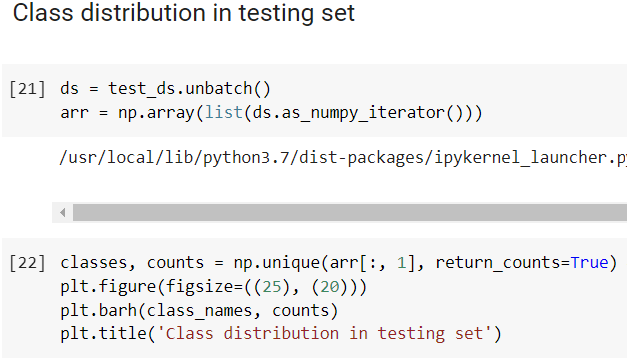 Class distribution in testing set
[21] ds = test_ds.unbatch()
arr = np.array(list(ds.as_numpy_iterator()))
/usr/local/lib/python3.7/dist-packages/ipykernel_launcher.py
[22] classes, counts = np.unique(arr[:, 1], return_counts=True)
plt.figure(figsize=((25), (20)))
plt.barh(class_names, counts)
plt.title('Class distribution in testing set')